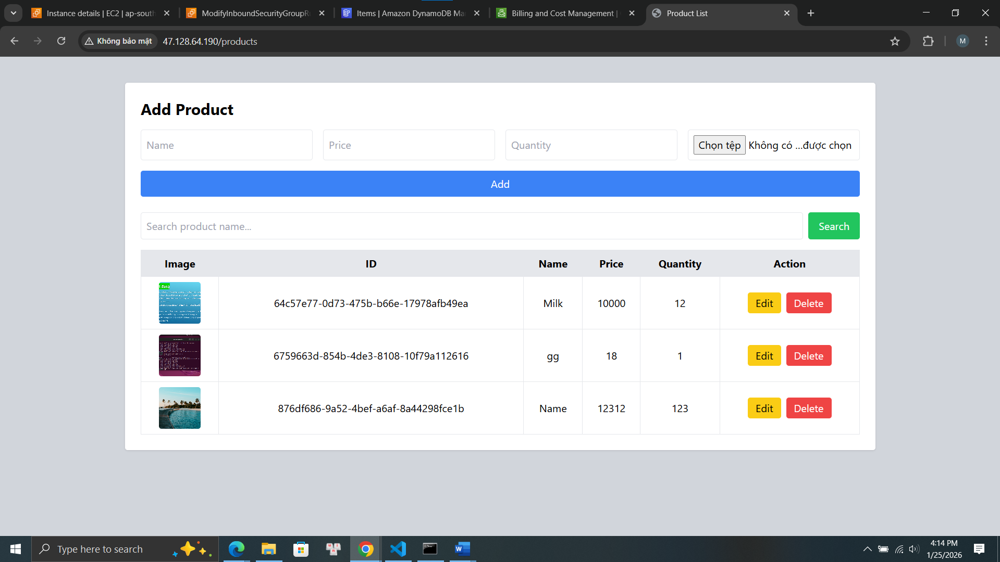 Instance details | EC2 | ap-south
ModifyInboundSecurityGroupRu
Items | Amazon DynamoDB Ma
Billing and Cost Management |
Product List
Không bảo mật
47.128.64.190/products
M
Add Product
Name
Price
Quantity
Chọn tệp Không có ...được chọn
Add
Search product name...
Search
Image ID Name Price Quantity Action
64c57e77-0d73-475b-b66e-17978afb49ea Milk 10000 12 Edit Delete
6759663d-854b-4de3-8108-10f79a112616 gg 18 1 Edit Delete
876df686-9a52-4bef-a6af-8a44298fce1b Name 12312 123 Edit Delete
Type here to search
4:14 PM
1/25/2026